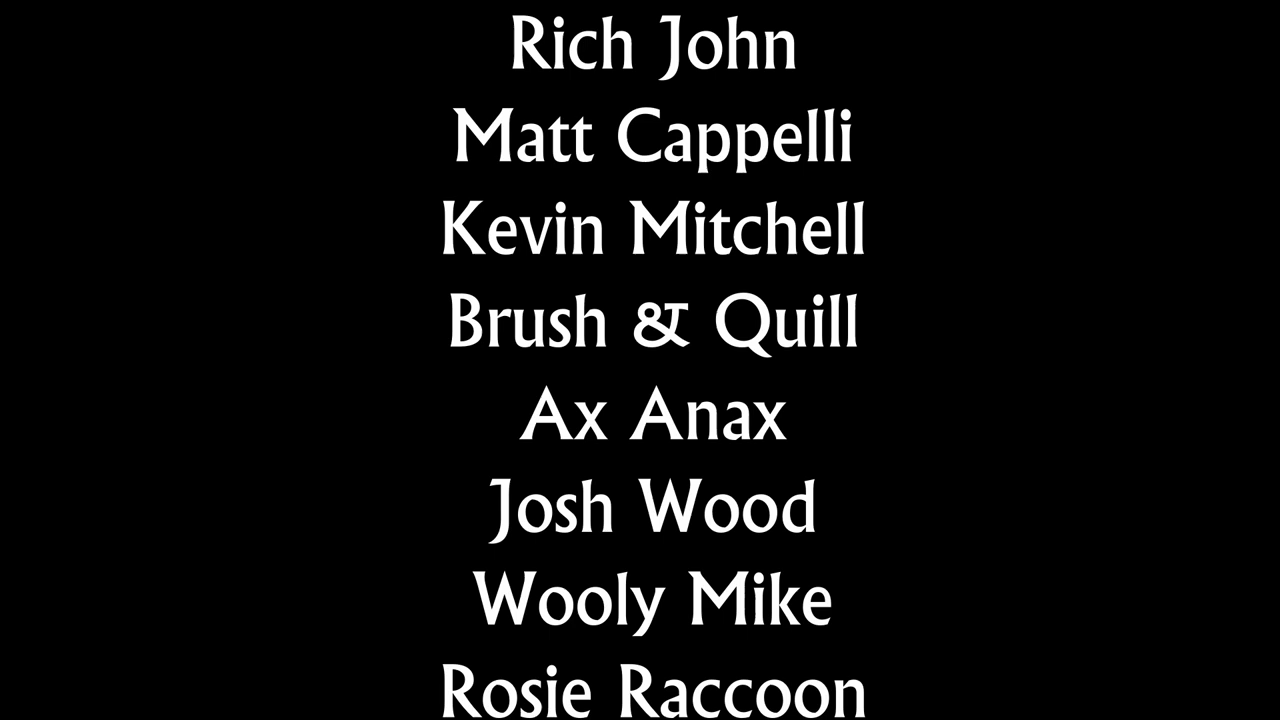 Rich John
Matt Cappelli
Kevin Mitchell
Brush & Quill
Ax Anax
Josh Wood
Wooly Mike
Rosie Raccoon